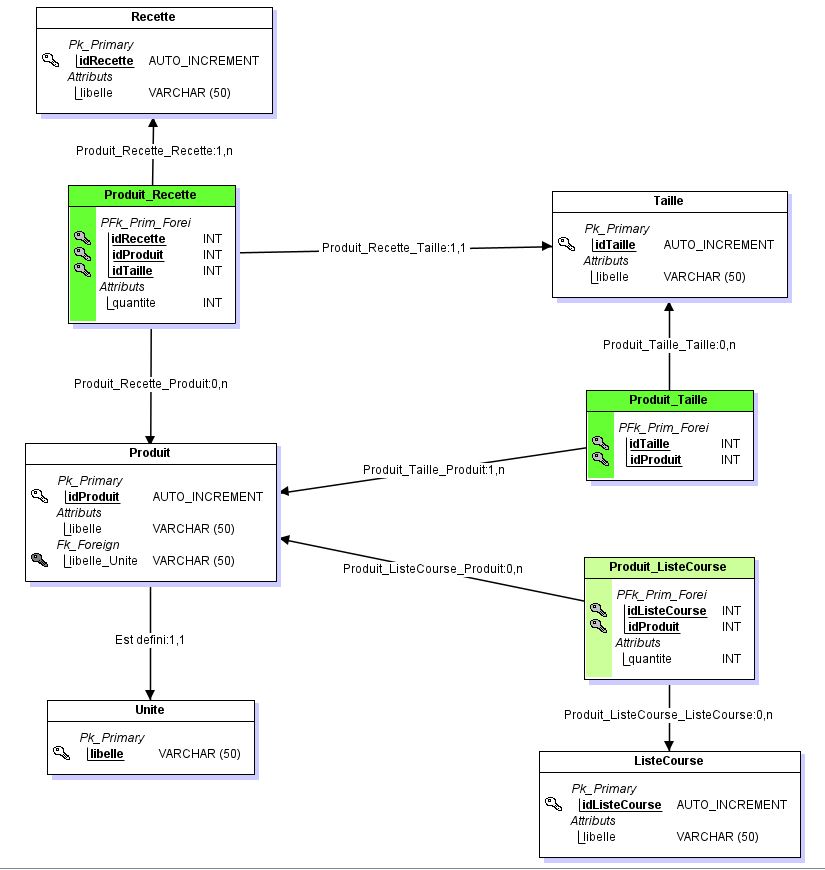 Recette
Pk_Primary
idRecette AUTO_INCREMENT
Attributs
libelle VARCHAR (50)
Produit_Recette_Recette:1,n
Produit_Recette
PFk_Prim_Forei
idRecette INT
idProduit INT
idTaille INT
Attributs
quantite INT
Produit_Recette_Taille:1,1
Taille
Pk_Primary
idTaille AUTO_INCREMENT
Attributs
libelle VARCHAR (50)
Produit_Taille_Taille:0,n
Produit_Recette_Produit:0,n
Produit_Taille
PFk_Prim_Forei
idTaille INT
idProduit INT
Produit_Taille_Produit:1,n
Produit
Pk_Primary
idProduit AUTO_INCREMENT
Attributs
libelle VARCHAR (50)
Fk_Foreign
libelle_Unite VARCHAR (50)
Produit_ListeCourse_Produit:0,n
Produit_ListeCourse
PFk_Prim_Forei
idListeCourse INT
idProduit INT
Attributs
quantite INT
Est defini:1,1
Unite
Pk_Primary
libelle VARCHAR (50)
Produit_ListeCourse_ListeCourse:0,n
ListeCourse
Pk_Primary
idListeCourse AUTO_INCREMENT
Attributs
libelle VARCHAR (50)